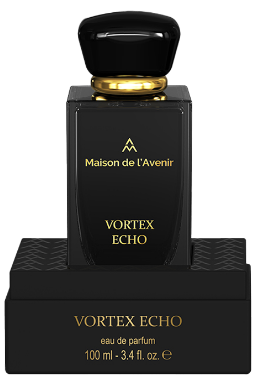 Maison de l'Avenir
VORTEX
ECHO
VORTEX ECHO
eau de parfum
100 ml - 3.4 fl. oz. ℮